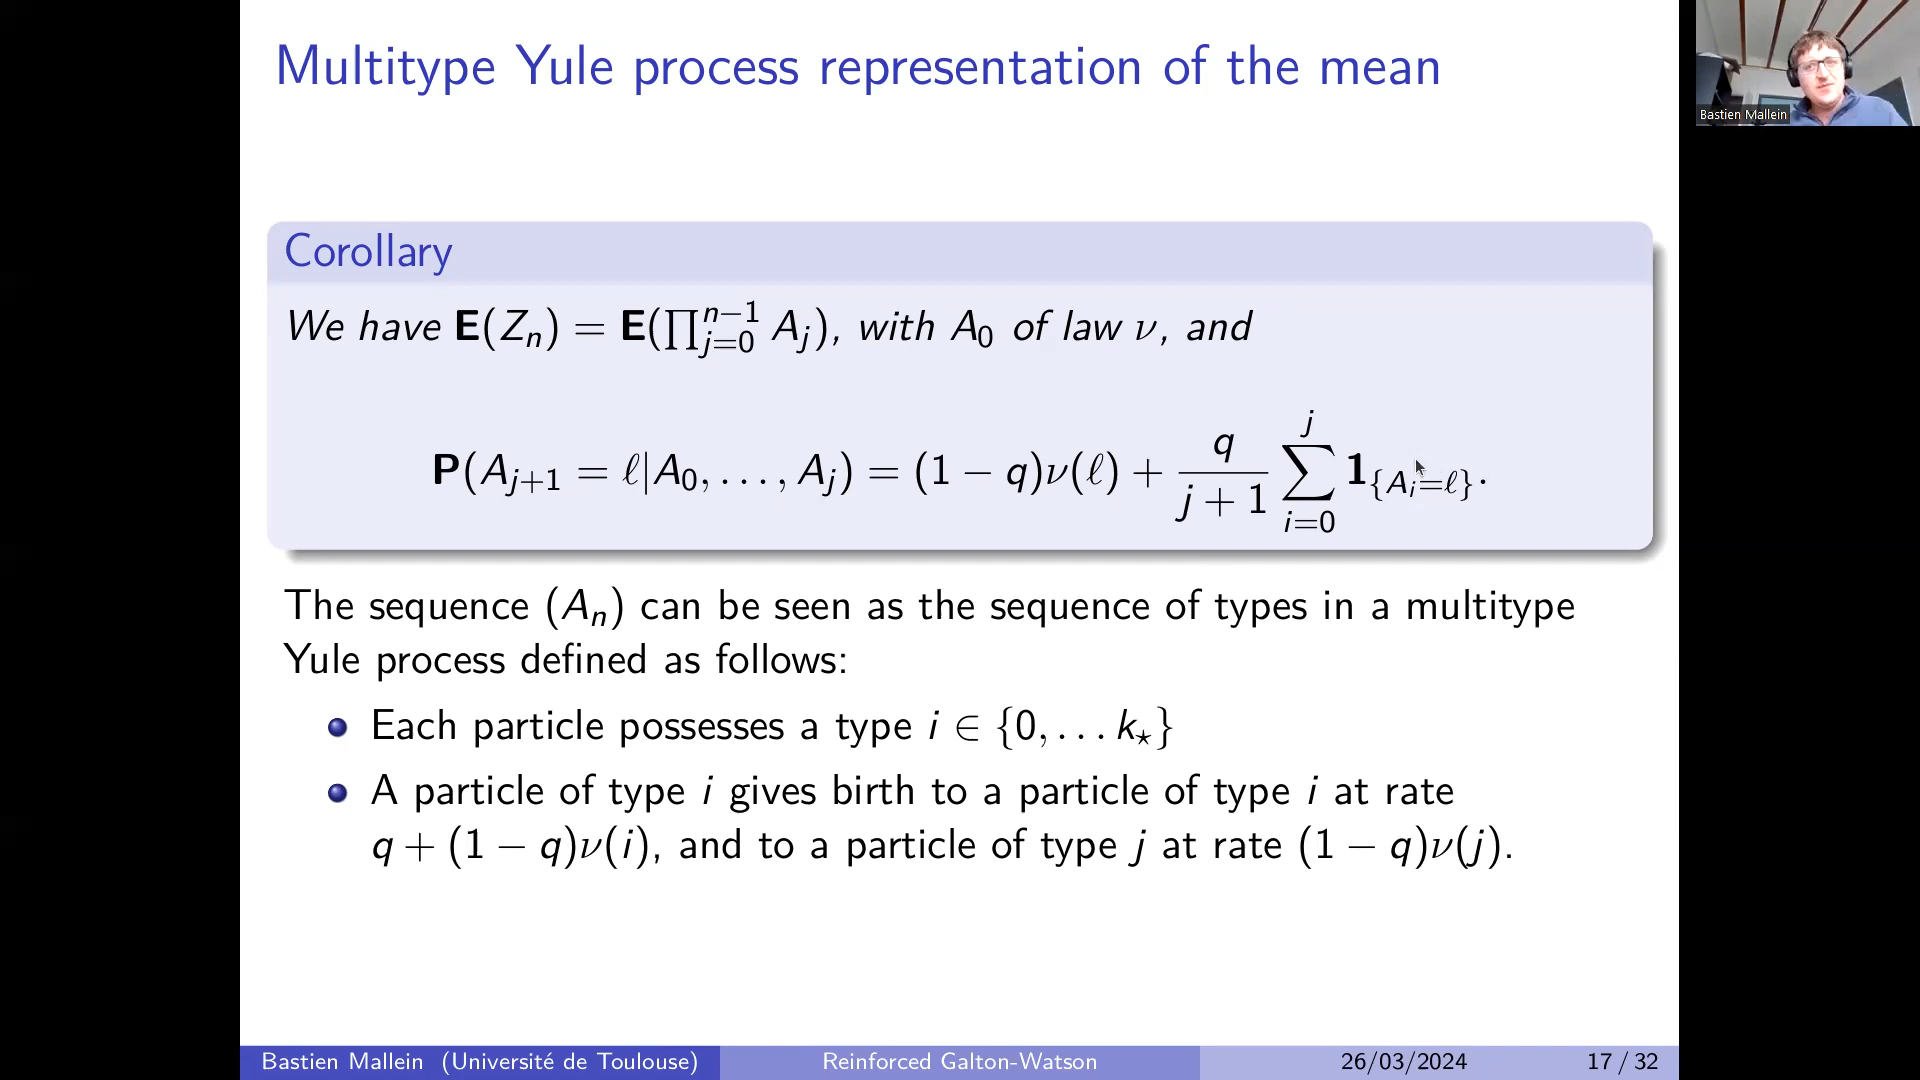 Multitype Yule process representation of the mean
Bastien Mallein
Corollary
We have E(Z_n) = E(∏_{j=0}^{n−1} A_j), with A_0 of law ν, and
P(A_{j+1} = ℓ|A_0, . . . , A_j) = (1 − q)ν(ℓ) + \frac{q}{j + 1} ∑_{i=0}^{j} 1_{{A_i=ℓ}}.
The sequence (A_n) can be seen as the sequence of types in a multitype
Yule process defined as follows:
Each particle possesses a type i ∈ {0, . . . k_⋆}
A particle of type i gives birth to a particle of type i at rate
q + (1 − q)ν(i), and to a particle of type j at rate (1 − q)ν(j).
Bastien Mallein (Université de Toulouse) Reinforced Galton-Watson 26/03/2024 17 / 32